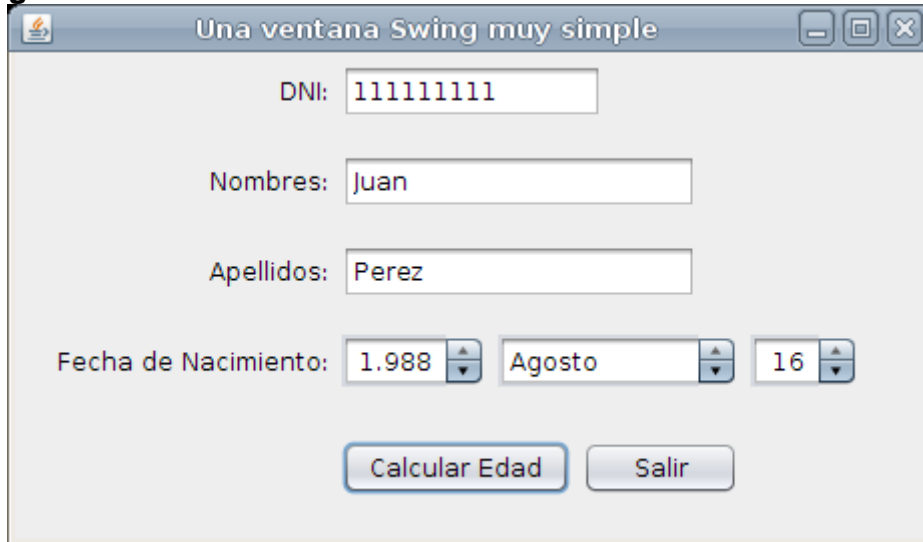 Una ventana Swing muy simple
DNI: 111111111
Nombres: Juan
Apellidos: Perez
Fecha de Nacimiento: 1.988 Agosto 16
Calcular Edad Salir